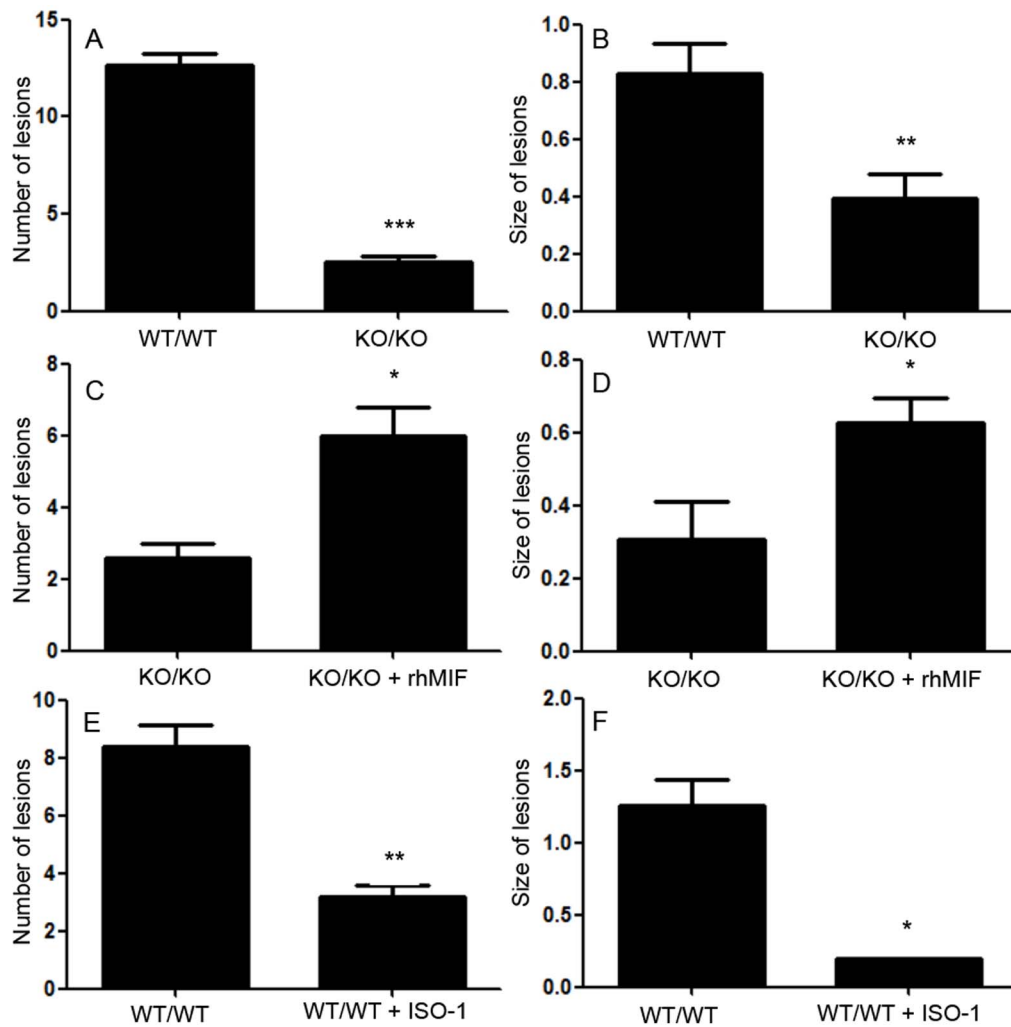 A
Number of lesions
15
10
5
0
***
WT/WT
KO/KO
B
Size of lesions
1.0
0.8
0.6
0.4
0.2
0.0
**
WT/WT
KO/KO
C
Number of lesions
8
6
4
2
0
*
KO/KO
KO/KO + rhMIF
D
Size of lesions
0.8
0.6
0.4
0.2
0.0
*
KO/KO
KO/KO + rhMIF
E
Number of lesions
10
8
6
4
2
0
**
WT/WT
WT/WT + ISO-1
F
Size of lesions
2.0
1.5
1.0
0.5
0.0
*
WT/WT
WT/WT + ISO-1